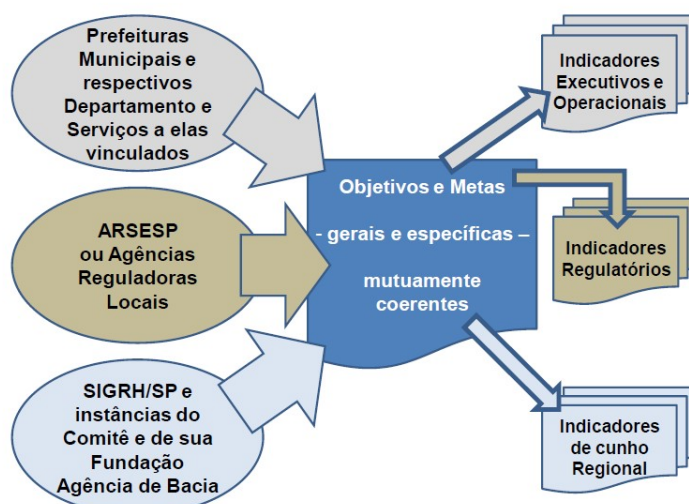 Prefeituras
Municipais e
respectivos
Departamento e
Serviços a elas
vinculados
ARSESP
ou Agências
Reguladoras
Locais
SIGRH/SP e
instâncias do
Comitê e de sua
Fundação
Agência de Bacia
Objetivos e Metas
- gerais e específicas –
mutuamente
coerentes
Indicadores
Executivos e
Operacionais
Indicadores
Regulatórios
Indicadores
de cunho
Regional